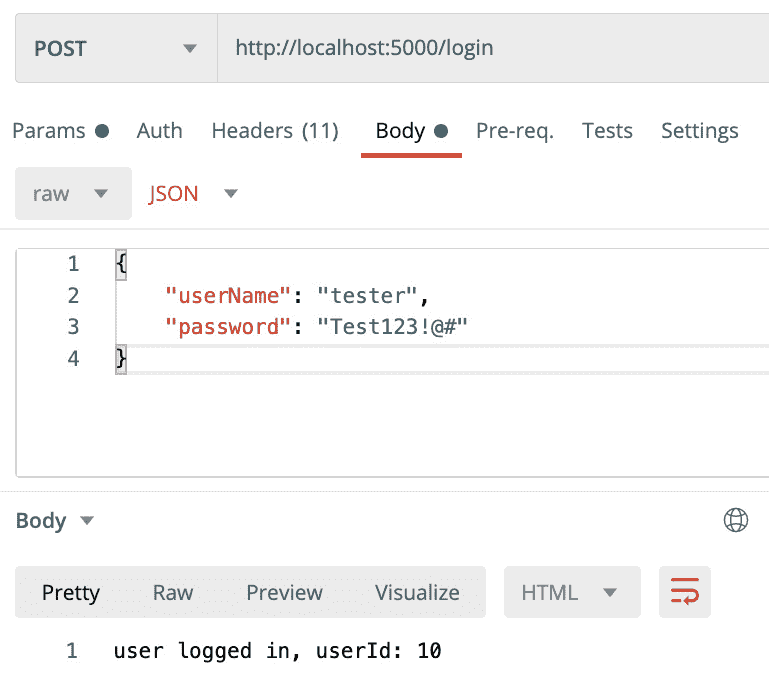 POST http://localhost:5000/login
Params Auth Headers (11) Body Pre-req. Tests Settings
raw JSON
1 {
2 "userName": "tester",
3 "password": "Test123!@#"
4 }
Body
Pretty Raw Preview Visualize HTML
1 user logged in, userId: 10